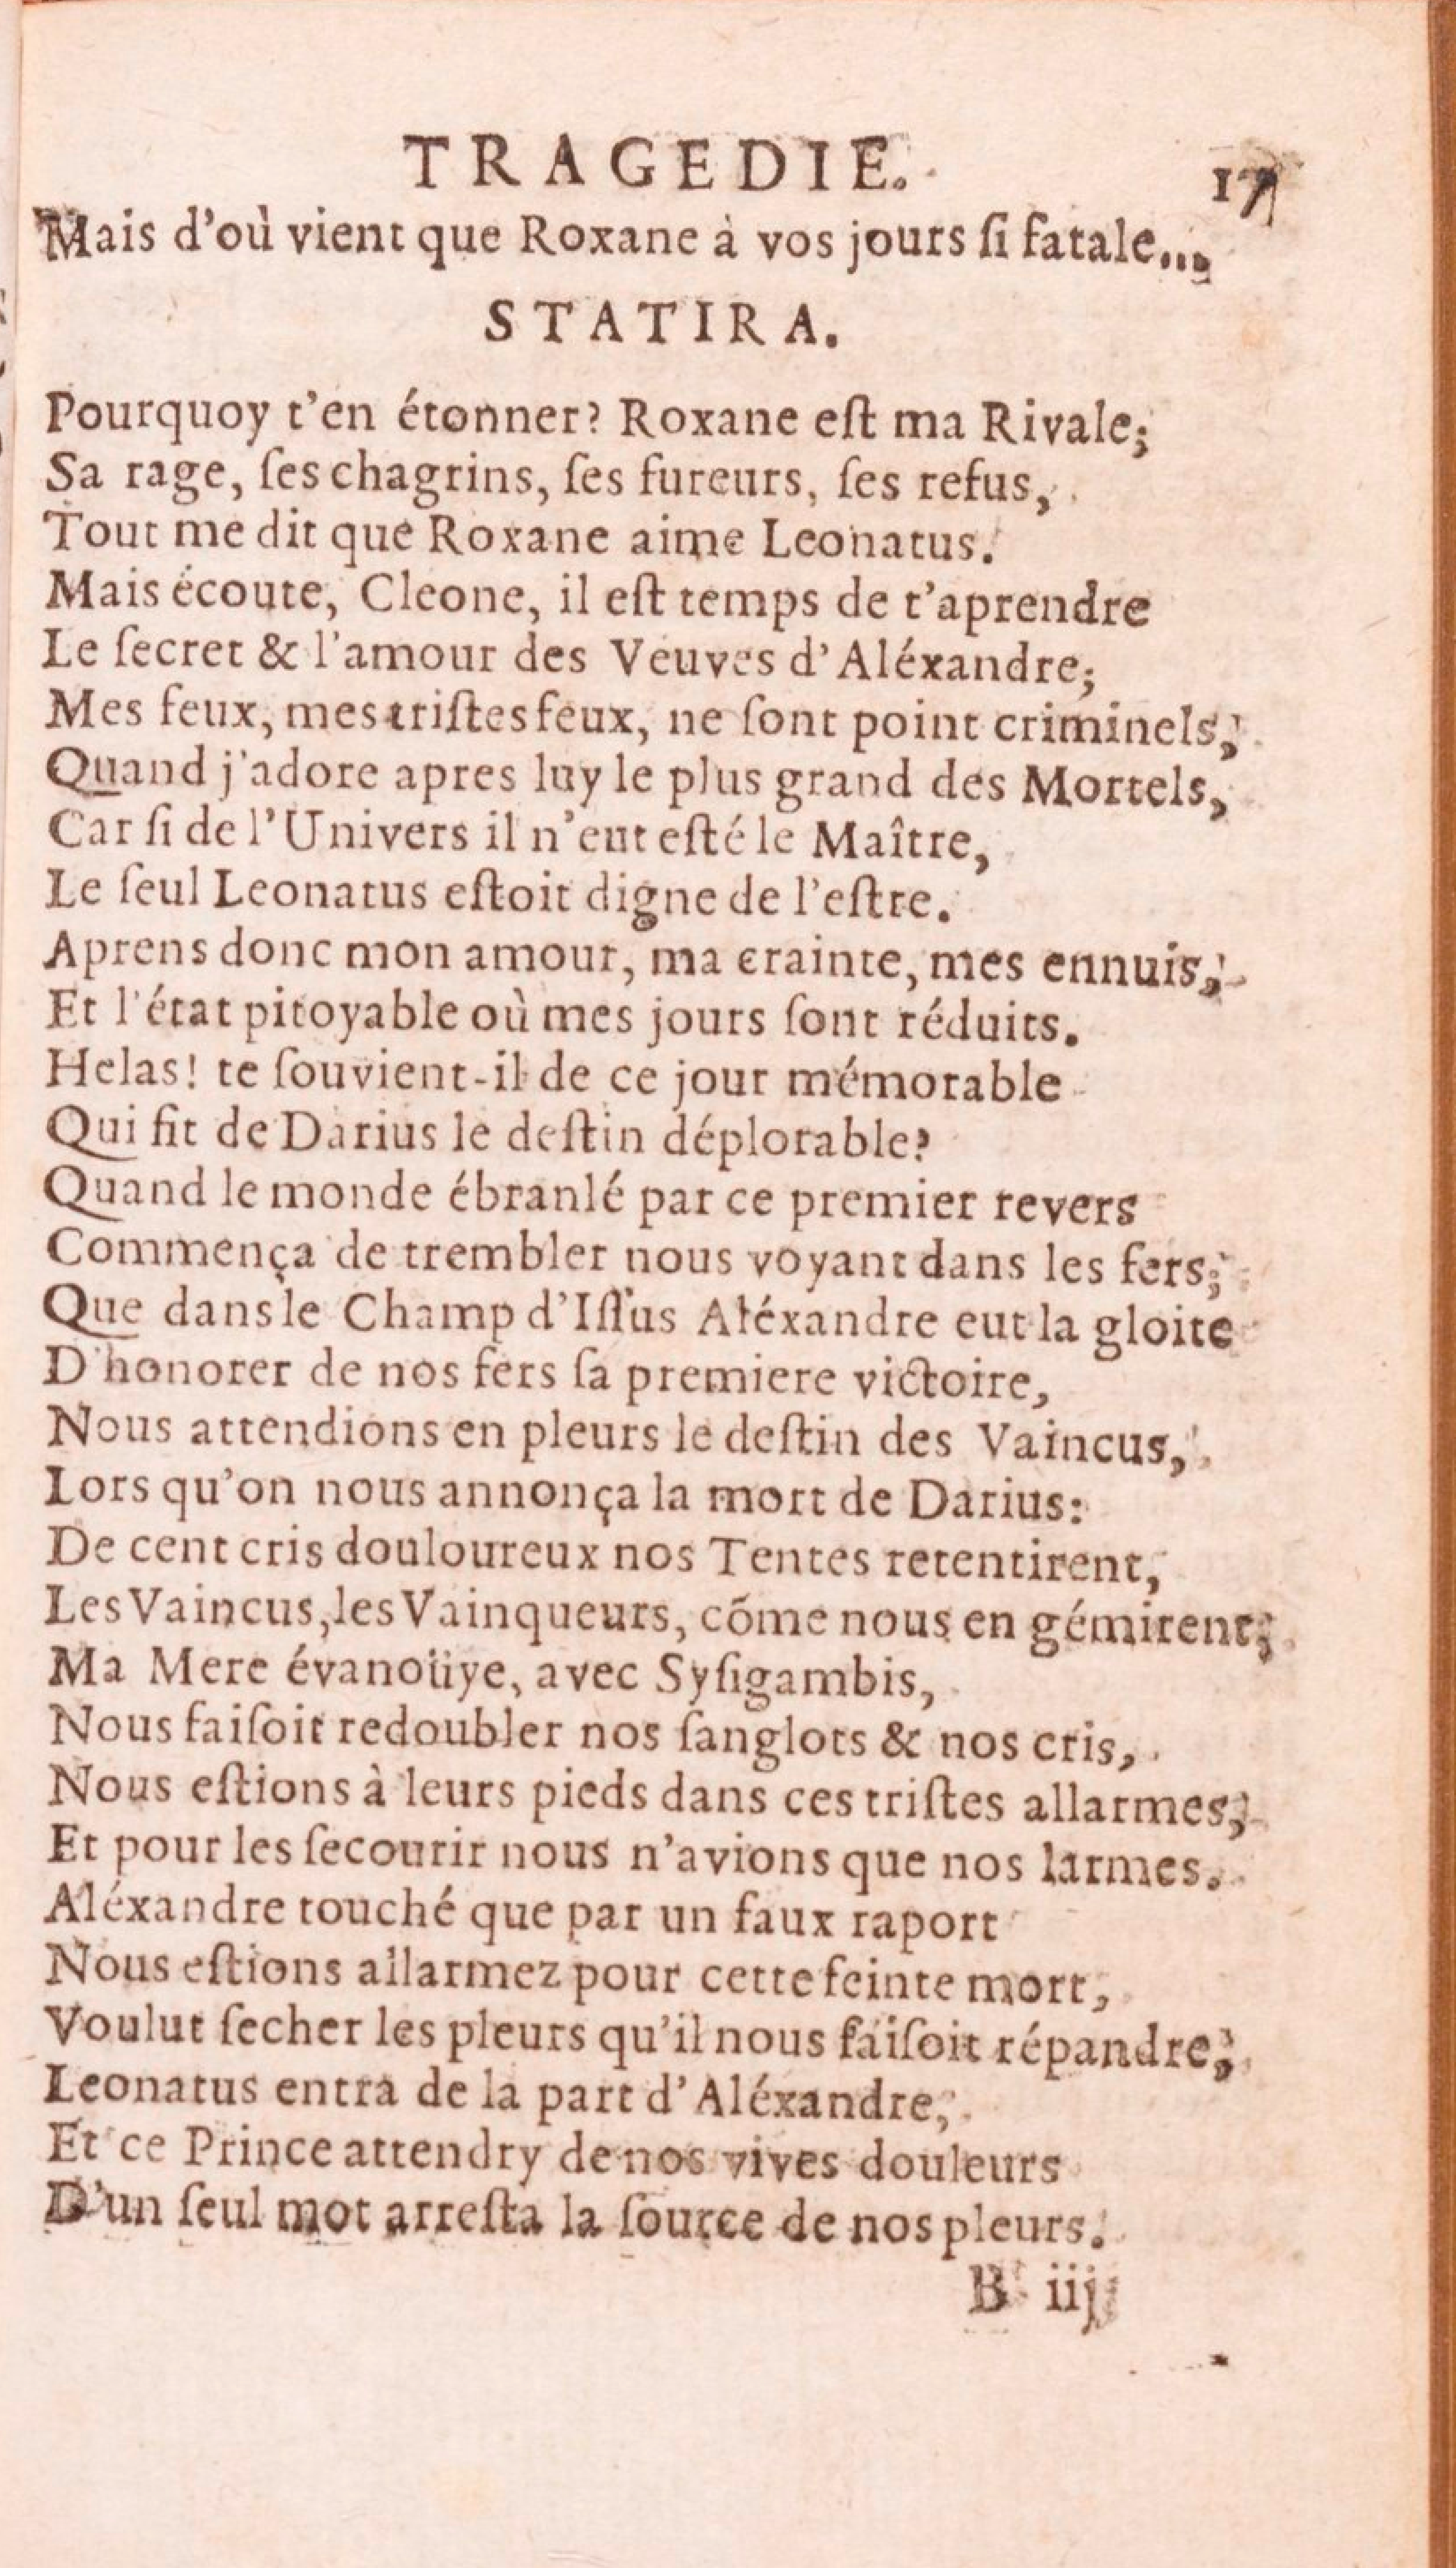 TRAGEDIE. 17
Mais d'où vient que Roxane à vos jours ſi fatale...
STATIRA.
Pourquoy t'en étonner? Roxane eſt ma Rivale;
Sa rage, ſes chagrins, ſes fureurs, ſes refus,
Tout me dit que Roxane aime Leonatus.
Mais écoute, Cleone, il eſt temps de t'aprendre
Le ſecret & l'amour des Veuves d'Aléxandre;
Mes feux, mes triſtes feux, ne ſont point criminels,
Quand j'adore apres luy le plus grand des Mortels,
Car ſi de l'Univers il n'eut eſté le Maître,
Le ſeul Leonatus eſtoit digne de l'eſtre.
Aprens donc mon amour, ma crainte, mes ennuis,
Et l'état pitoyable où mes jours ſont réduits.
Helas! te ſouvient-il de ce jour mémorable
Qui fit de Darius le deſtin déplorable?
Quand le monde ébranlé par ce premier revers
Commença de trembler nous voyant dans les fers;
Que dans le Champ d'Iſſus Aléxandre eut la gloire
D'honorer de nos fers ſa premiere victoire,
Nous attendions en pleurs le deſtin des Vaincus,
Lors qu'on nous annonça la mort de Darius:
De cent cris douloureux nos Tentes retentirent,
Les Vaincus, les Vainqueurs, cõme nous en gémirent;
Ma Mere évanoüye, avec Syſigambis,
Nous faiſoit redoubler nos ſanglots & nos cris,
Nous eſtions à leurs pieds dans ces triſtes allarmes,
Et pour les ſecourir nous n'avions que nos larmes.
Aléxandre touché que par un faux raport
Nous eſtions allarmez pour cette feinte mort,
Voulut ſecher les pleurs qu'il nous faiſoit répandre;
Leonatus entra de la part d'Aléxandre,
Et ce Prince attendry de nos vives douleurs
D'un ſeul mot arreſta la ſource de nos pleurs.
B iij